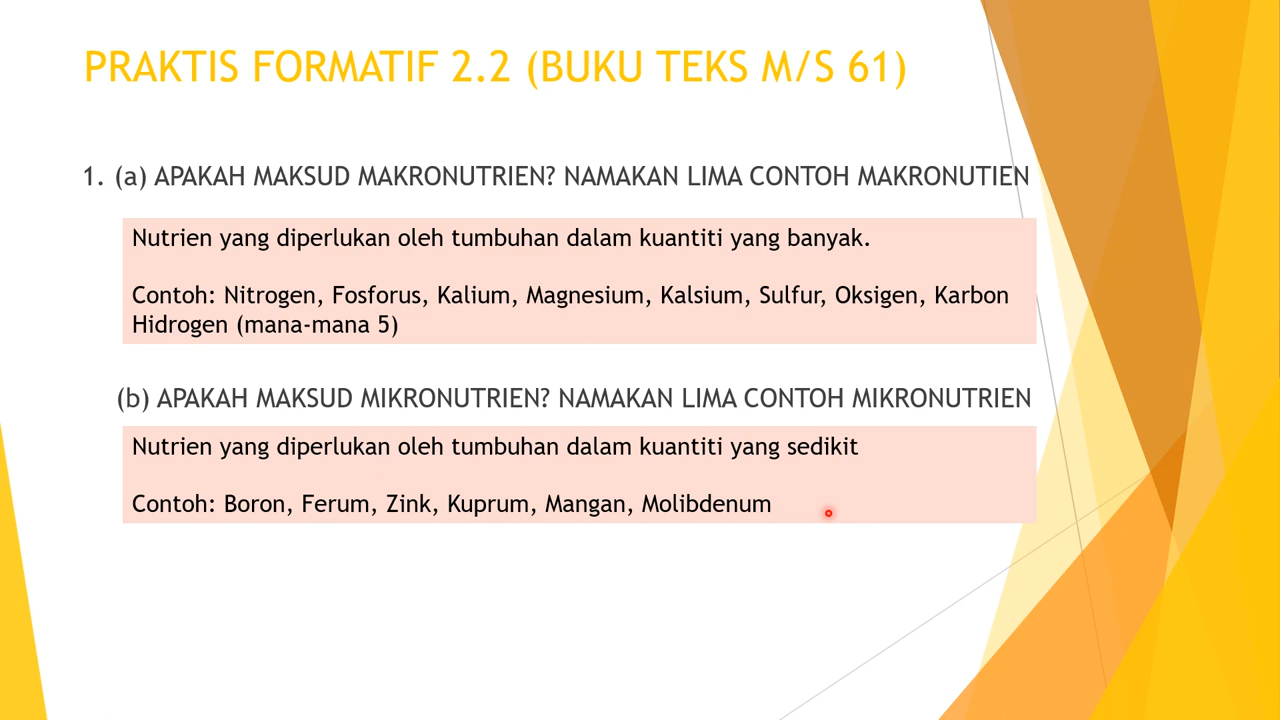 PRAKTIS FORMATIF 2.2 (BUKU TEKS M/S 61)
1. (a) APAKAH MAKSUD MAKRONUTRIEN? NAMAKAN LIMA CONTOH MAKRONUTIEN
Nutrien yang diperlukan oleh tumbuhan dalam kuantiti yang banyak.
Contoh: Nitrogen, Fosforus, Kalium, Magnesium, Kalsium, Sulfur, Oksigen, Karbon
Hidrogen (mana-mana 5)
(b) APAKAH MAKSUD MIKRONUTRIEN? NAMAKAN LIMA CONTOH MIKRONUTRIEN
Nutrien yang diperlukan oleh tumbuhan dalam kuantiti yang sedikit
Contoh: Boron, Ferum, Zink, Kuprum, Mangan, Molibdenum